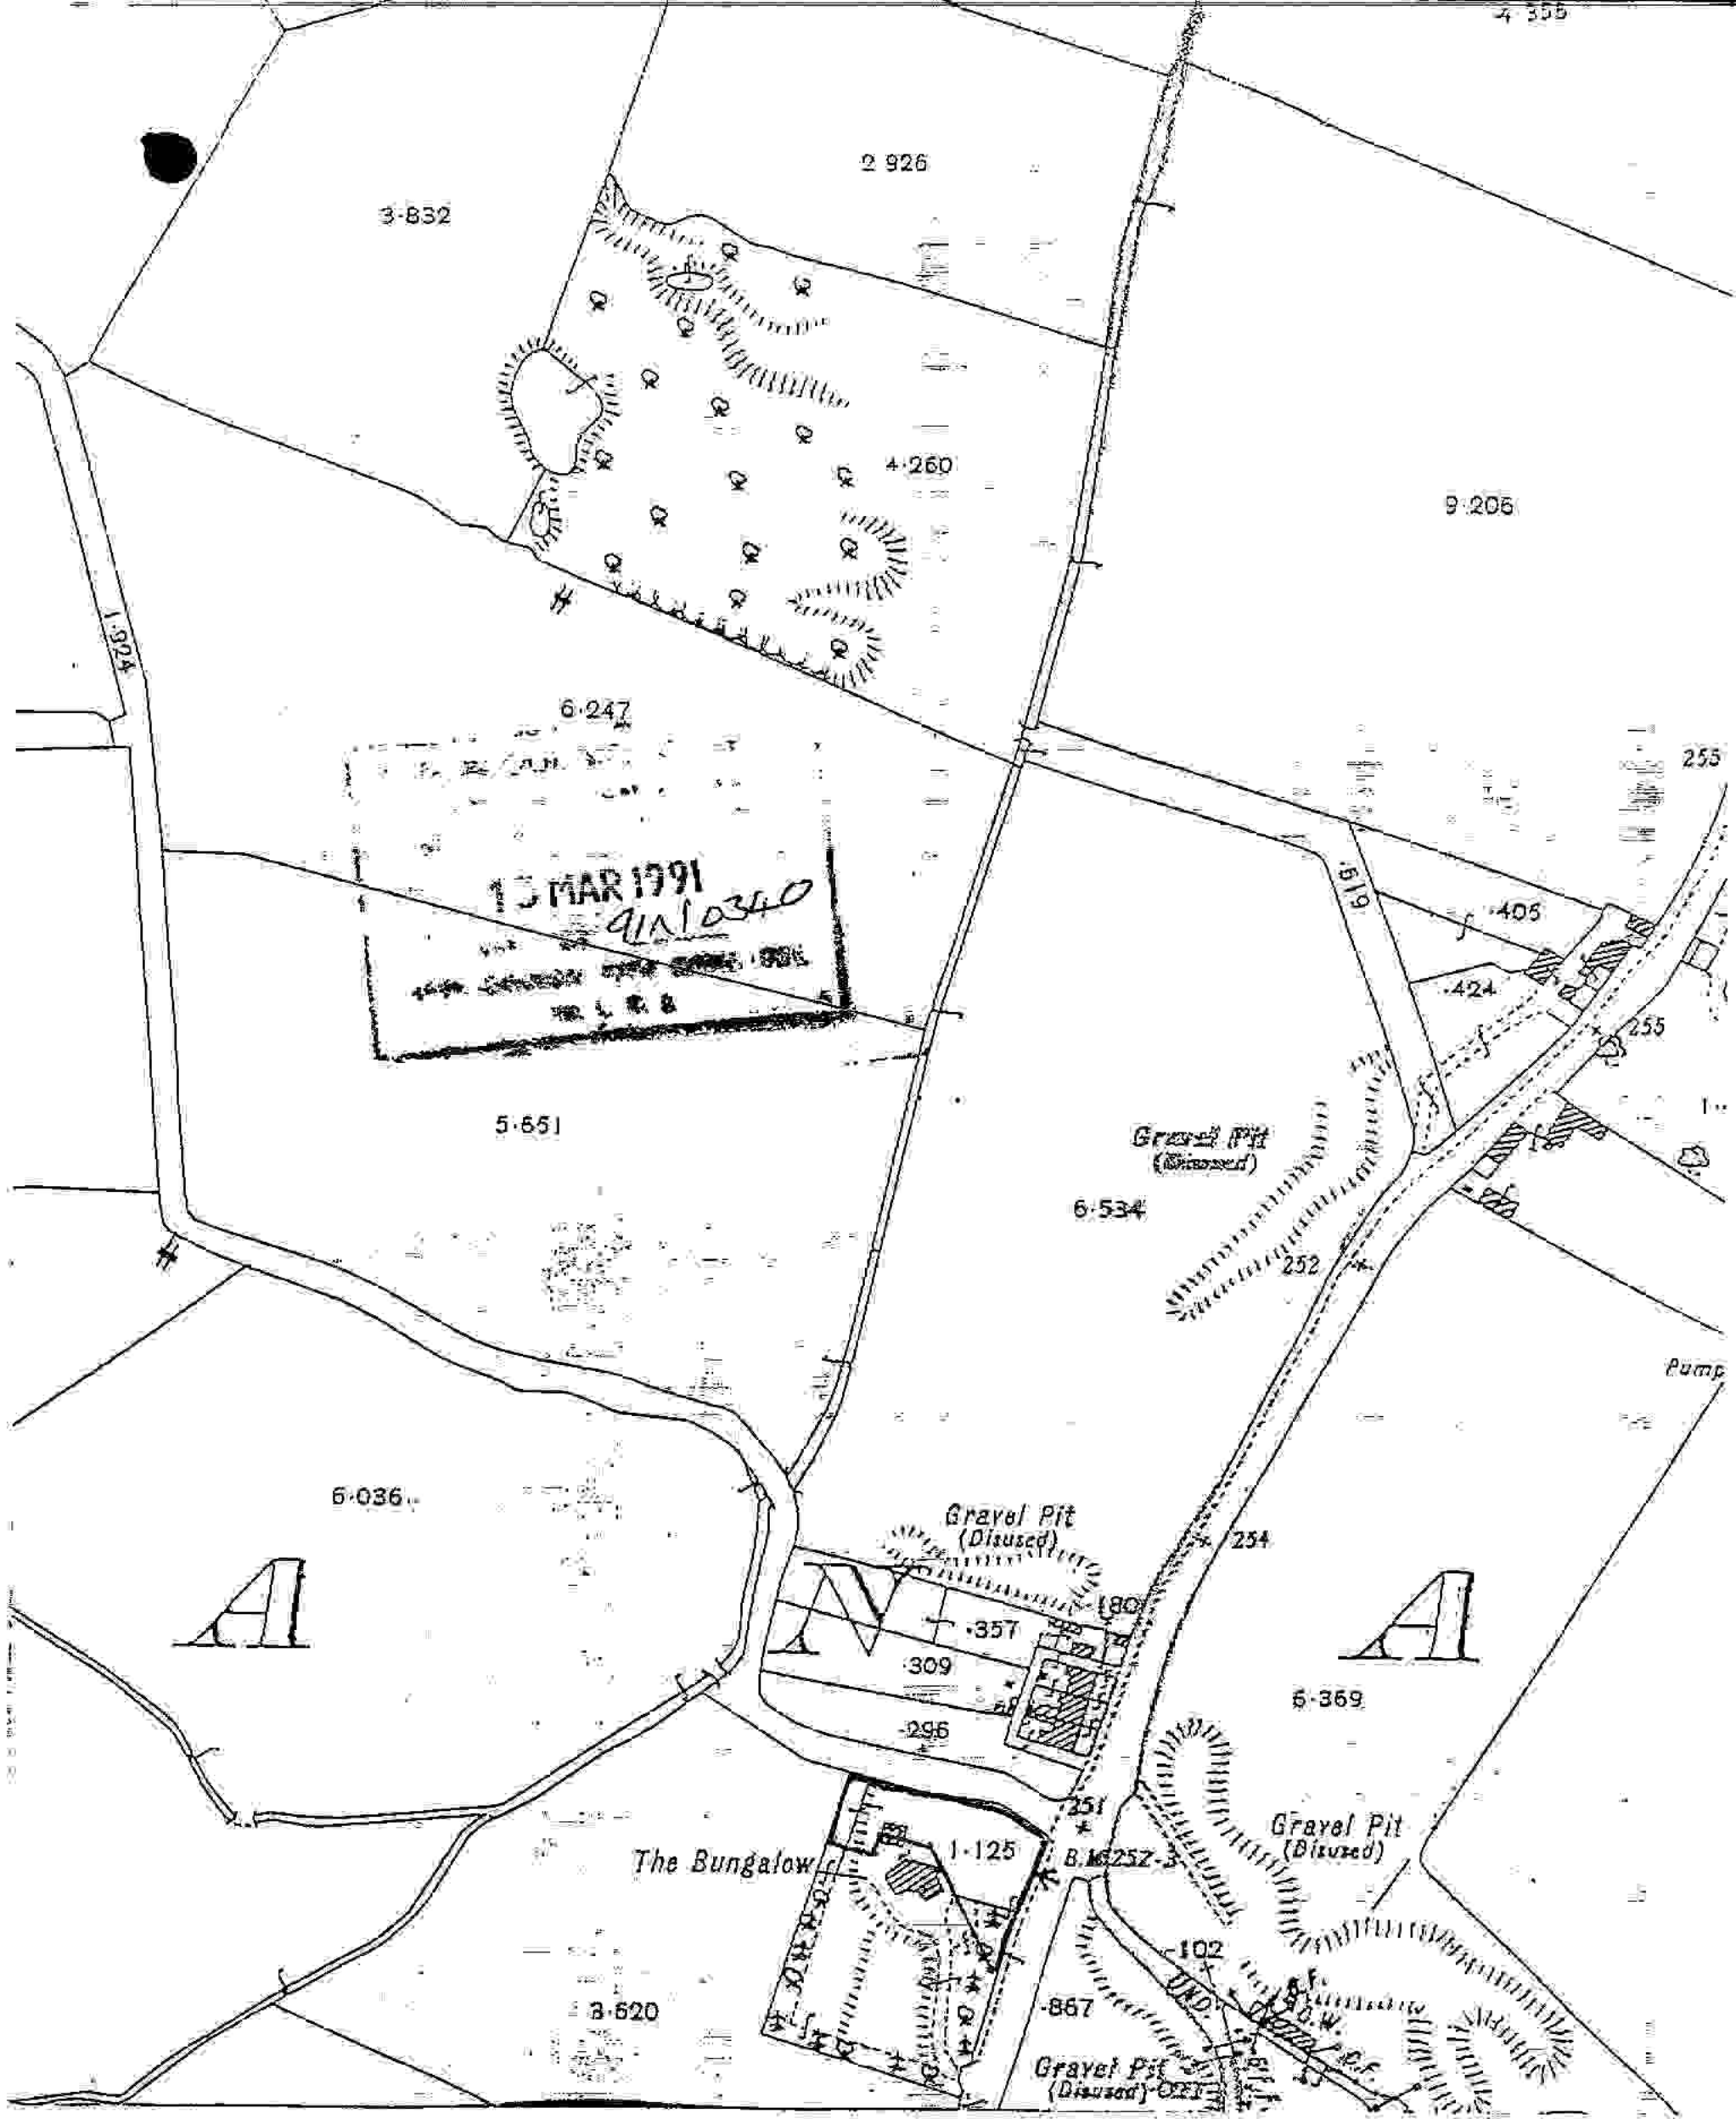 4·355
2·926
3·832
4·260
9·206
1·924
6·247
255
·619
·405
13 MAR 1991
91N10340
·424
255
5·651
Gravel Pit
(Disused)
6·534
252
Pump
6·036
Gravel Pit
(Disused)
254
A N A
·180
·357
·309
6·369
·296
251
Gravel Pit
(Disused)
The Bungalow
1·125
B.M.252·3
·102
UND.
B.F.
G.W.
3·620
·867
C.F.
B.F.
Gravel Pit
(Disused)